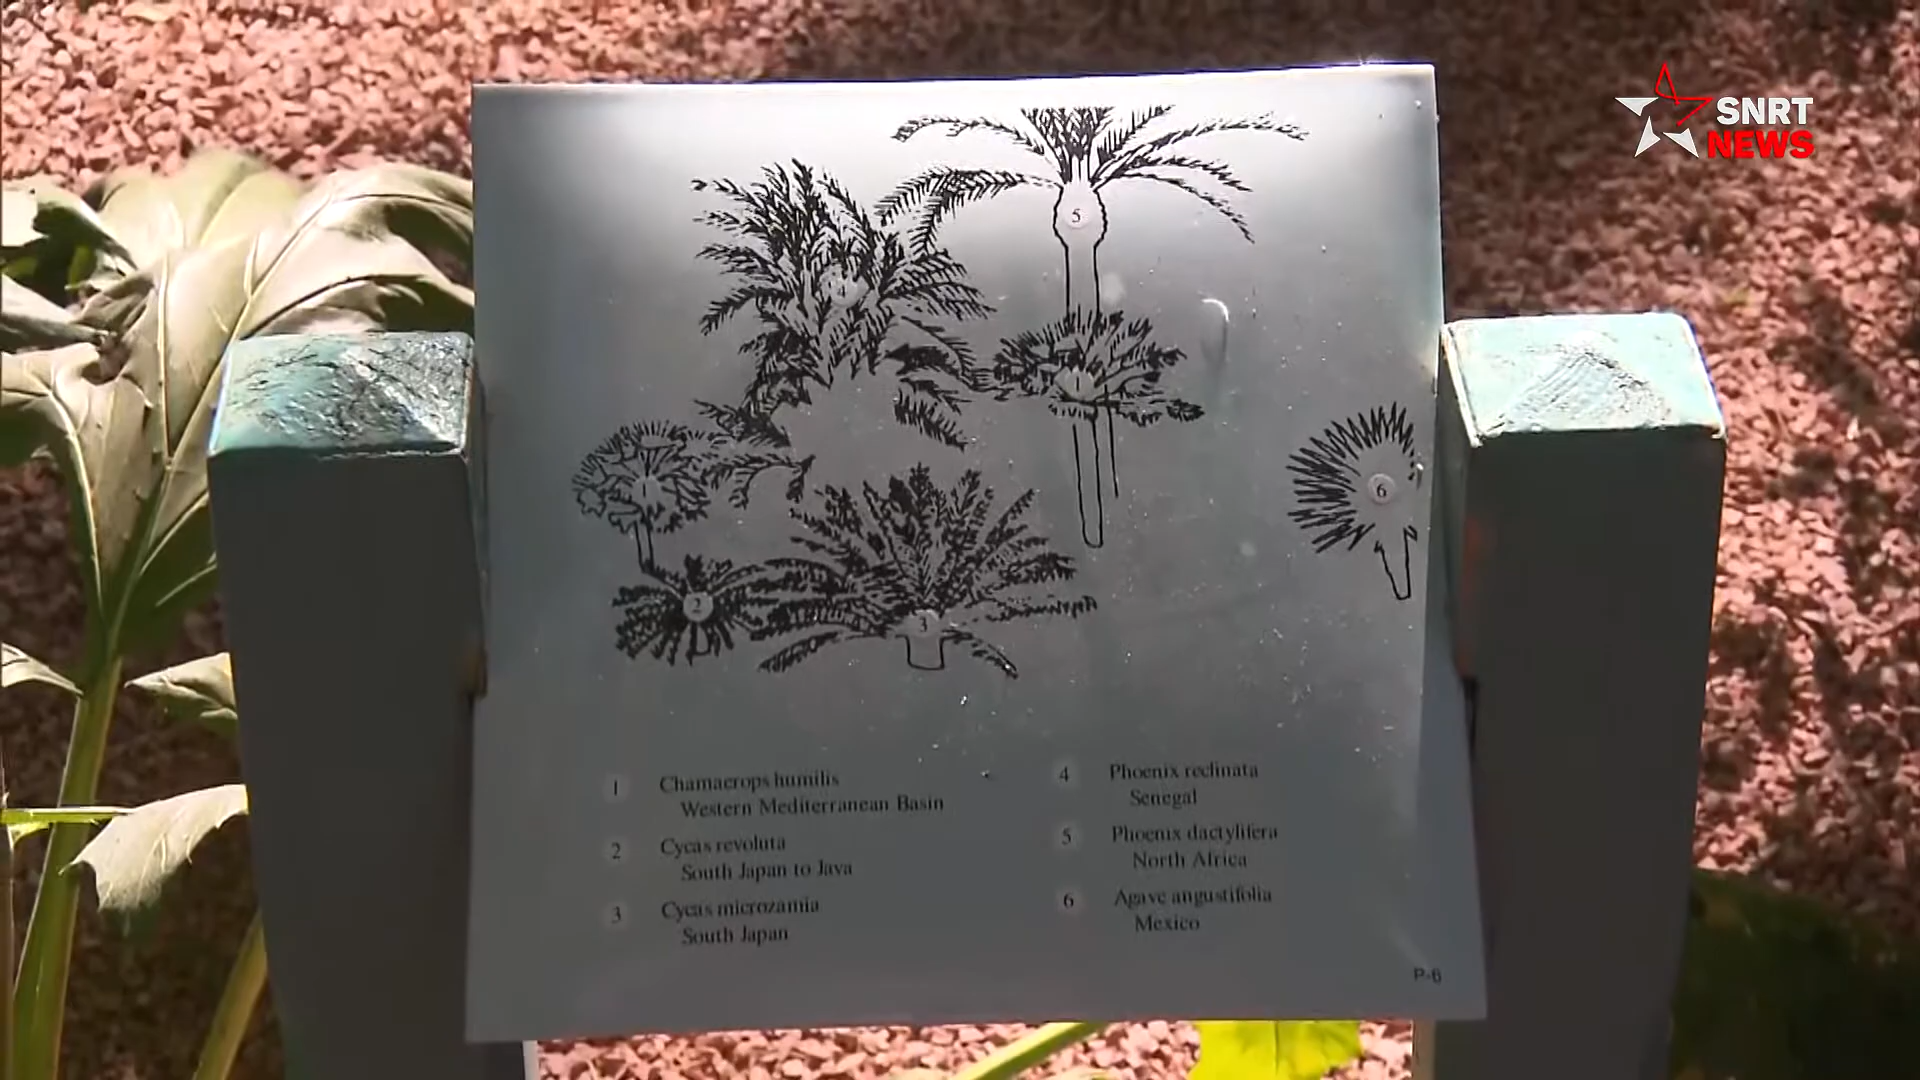 SNRT
NEWS
5
4
1
6
1
2
3
1 Chamaerops humilis
Western Mediterranean Basin
2 Cycas revoluta
South Japan to Java
3 Cycas microzamia
South Japan
4 Phoenix reclinata
Senegal
5 Phoenix dactylifera
North Africa
6 Agave angustifolia
Mexico
P-6